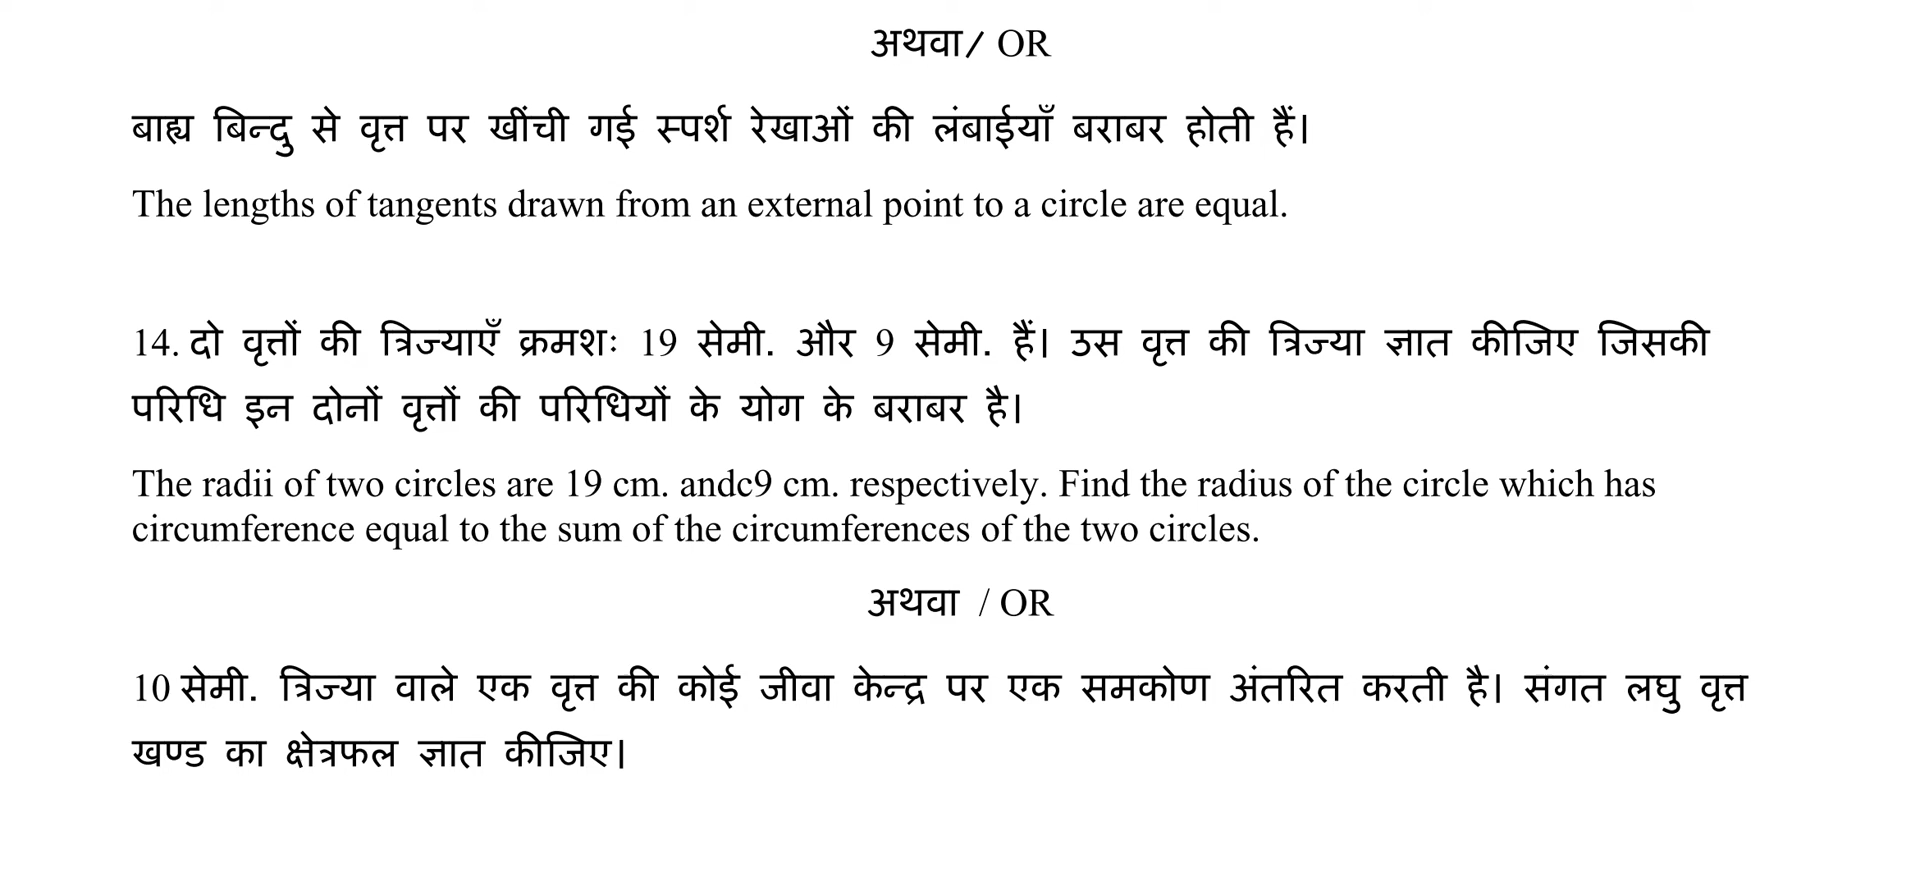 अथवा/ OR
बाह्य बिन्दु से वृत्त पर खींची गई स्पर्श रेखाओं की लंबाईयाँ बराबर होती हैं।
The lengths of tangents drawn from an external point to a circle are equal.
14. दो वृत्तों की त्रिज्याएँ क्रमशः 19 सेमी. और 9 सेमी. हैं। उस वृत्त की त्रिज्या ज्ञात कीजिए जिसकी
परिधि इन दोनों वृत्तों की परिधियों के योग के बराबर है।
The radii of two circles are 19 cm. andc9 cm. respectively. Find the radius of the circle which has
circumference equal to the sum of the circumferences of the two circles.
अथवा / OR
10 सेमी. त्रिज्या वाले एक वृत्त की कोई जीवा केन्द्र पर एक समकोण अंतरित करती है। संगत लघु वृत्त
खण्ड का क्षेत्रफल ज्ञात कीजिए।